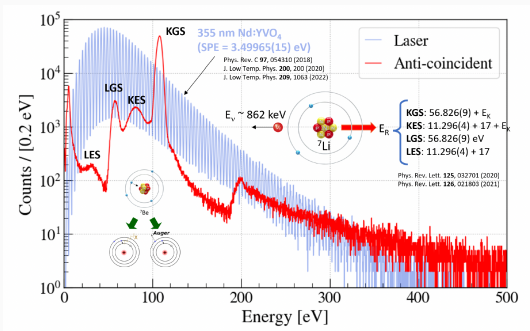 10⁵
10⁴
10³
10²
10¹
10⁰
Counts / [0.2 eV]
0
100
200
300
400
500
Energy [eV]
355 nm Nd:YVO₄
(SPE = 3.49965(15) eV)
Phys. Rev. C 97, 054310 (2018)
J. Low Temp. Phys. 200, 200 (2020)
J. Low Temp. Phys. 209, 1063 (2022)
Laser
Anti-coincident
KGS
LGS
KES
LES
Eᵥ ~ 862 keV
⁷Li
E_R
KGS: 56.826(9) + E_K
KES: 11.296(4) + 17 + E_K
LGS: 56.826(9) eV
LES: 11.296(4) + 17
Phys. Rev. Lett. 125, 032701 (2020)
Phys. Rev. Lett. 126, 021803 (2021)
⁷Be
Auger